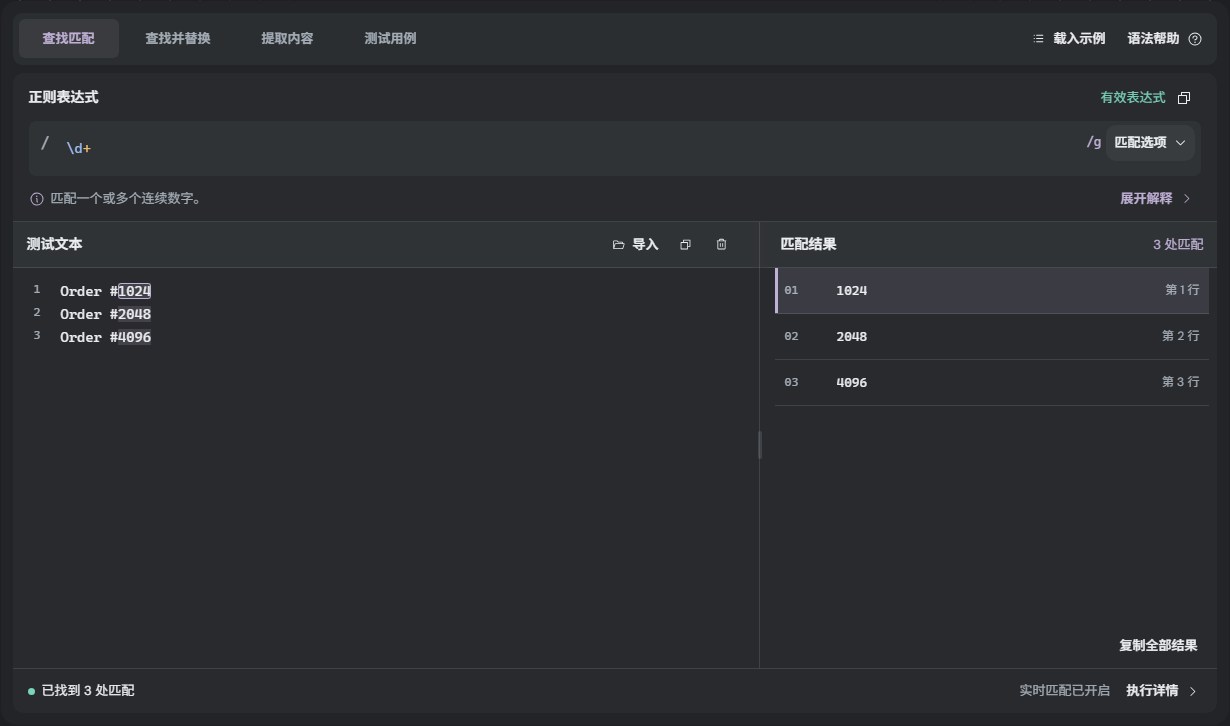 查找匹配 查找并替换 提取内容 测试用例 载入示例 语法帮助
正则表达式 有效表达式
/ \d+ /g 匹配选项
匹配一个或多个连续数字。 展开解释
测试文本 导入 匹配结果 3 处匹配
1 Order #1024
2 Order #2048
3 Order #4096
01 1024 第 1 行
02 2048 第 2 行
03 4096 第 3 行
复制全部结果
已找到 3 处匹配 实时匹配已开启 执行详情